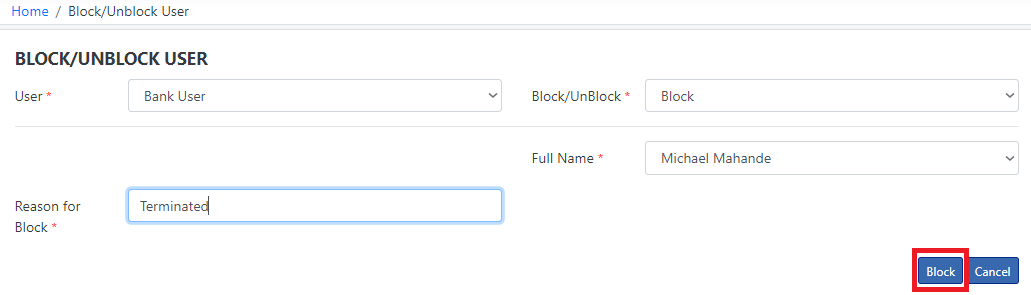 Home / Block/Unblock User
BLOCK/UNBLOCK USER
User * Bank User Block/UnBlock * Block
Full Name * Michael Mahande
Reason for Terminated
Block *
Block Cancel